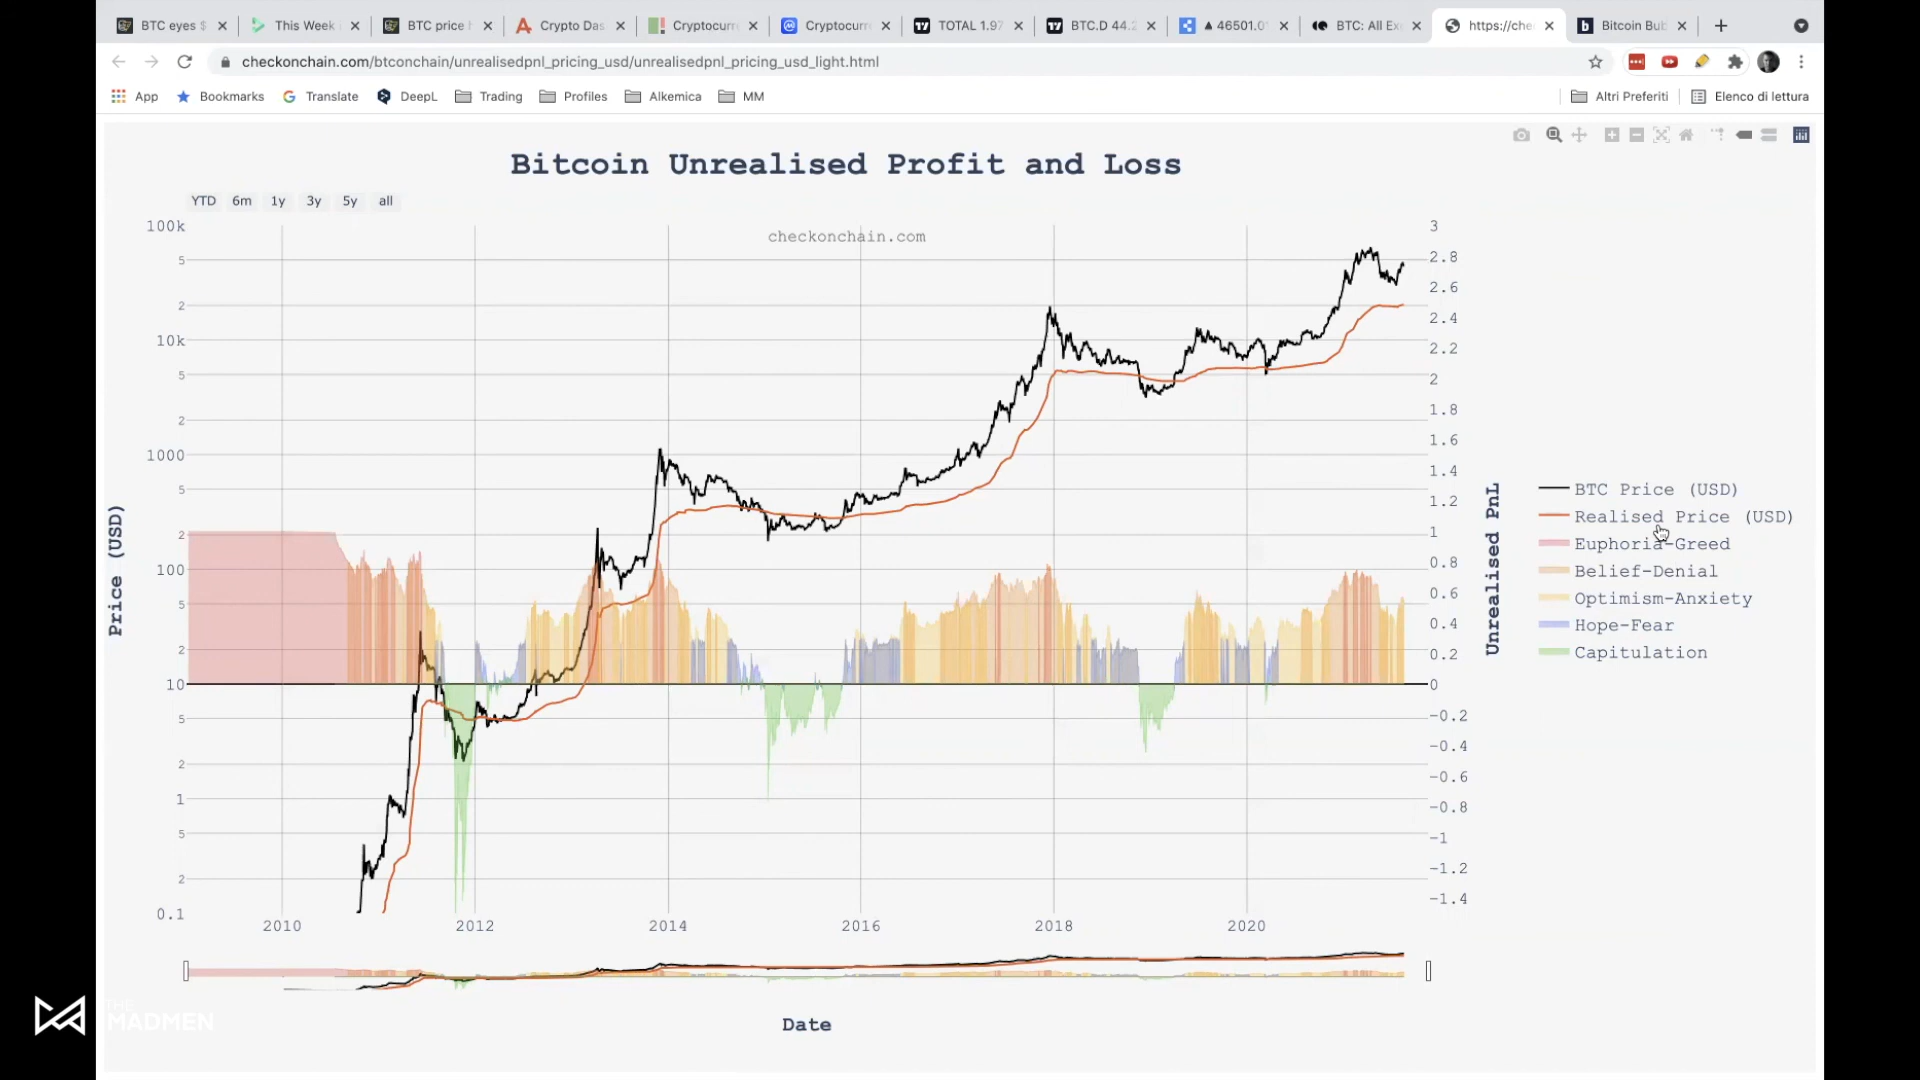 BTC eyes $
This Week
BTC price
Crypto Das
Cryptocurr
Cryptocurr
TOTAL 1.97
BTC.D 44.2
▲ 46501.0
BTC: All Ex
https://che
Bitcoin Bub
checkonchain.com/btconchain/unrealisedpnl_pricing_usd/unrealisedpnl_pricing_usd_light.html
App
Bookmarks
Translate
DeepL
Trading
Profiles
Alkemica
MM
Altri Preferiti
Elenco di lettura
Bitcoin Unrealised Profit and Loss
YTD 6m 1y 3y 5y all
checkonchain.com
100k
5
2
10k
5
2
1000
5
2
100
5
2
10
5
2
1
5
2
0.1
Price (USD)
3
2.8
2.6
2.4
2.2
2
1.8
1.6
1.4
1.2
1
0.8
0.6
0.4
0.2
0
−0.2
−0.4
−0.6
−0.8
−1
−1.2
−1.4
Unrealised PnL
BTC Price (USD)
Realised Price (USD)
Euphoria-Greed
Belief-Denial
Optimism-Anxiety
Hope-Fear
Capitulation
2010 2012 2014 2016 2018 2020
Date
THE
MADMEN